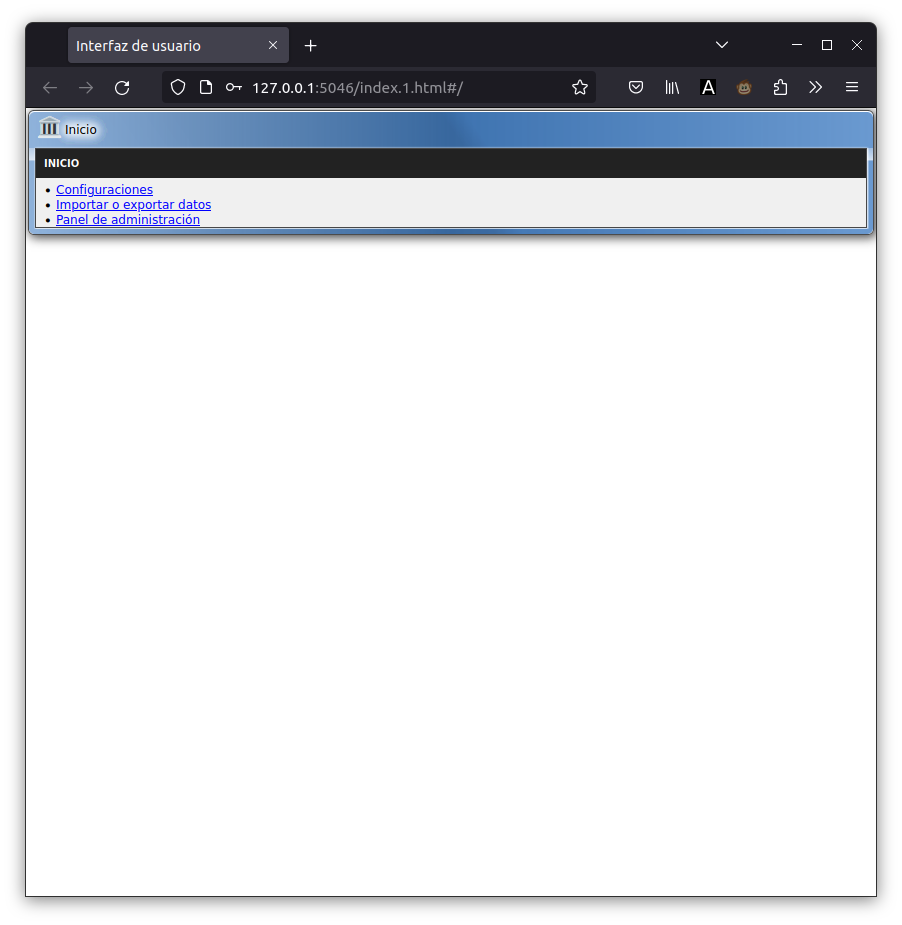 Interfaz de usuario
127.0.0.1:5046/index.1.html#/
A
Inicio
INICIO
• Configuraciones
• Importar o exportar datos
• Panel de administración